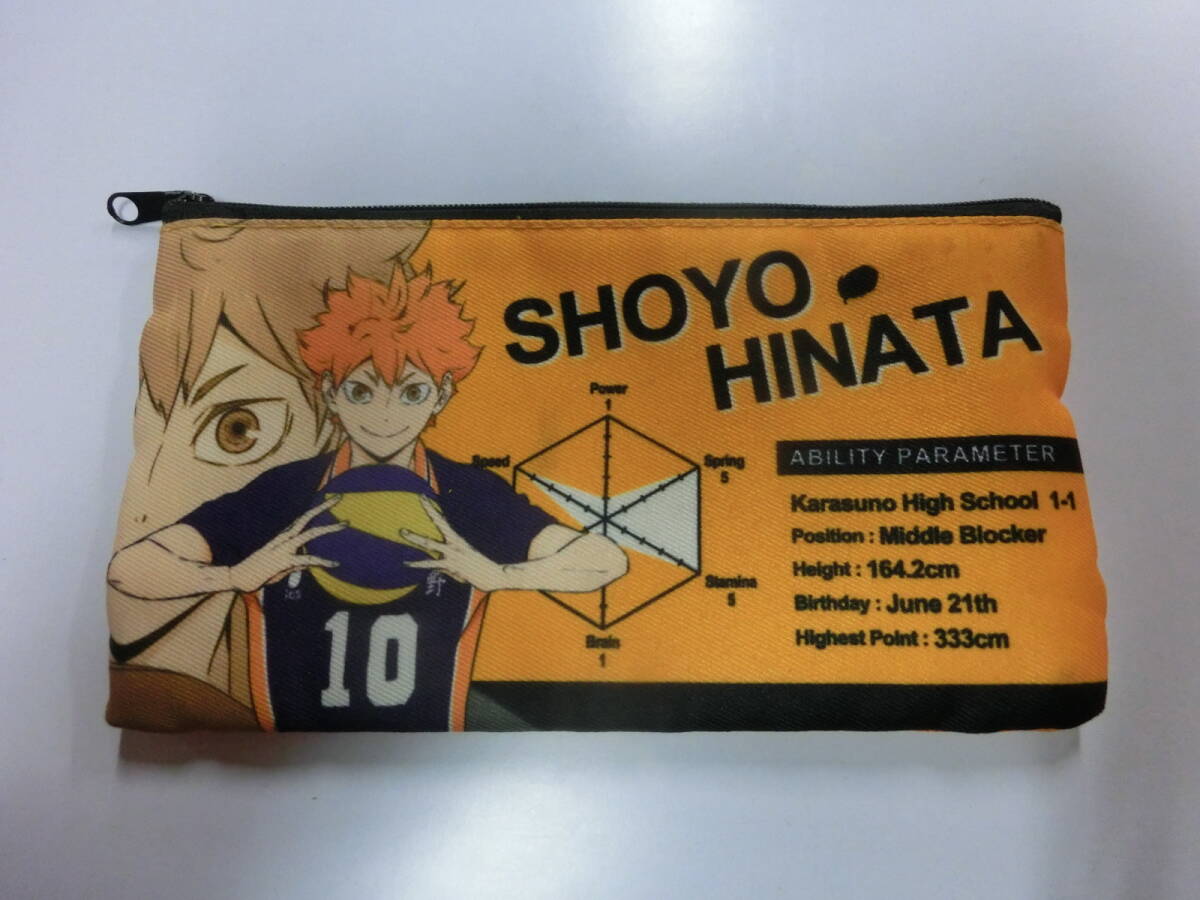 SHOYO
HINATA
Power
1
Speed
Spring
5
Stamina
5
Brain
1
ABILITY PARAMETER
Karasuno High School 1-1
Position : Middle Blocker
Height : 164.2cm
Birthday : June 21th
Highest Point : 333cm
野
10